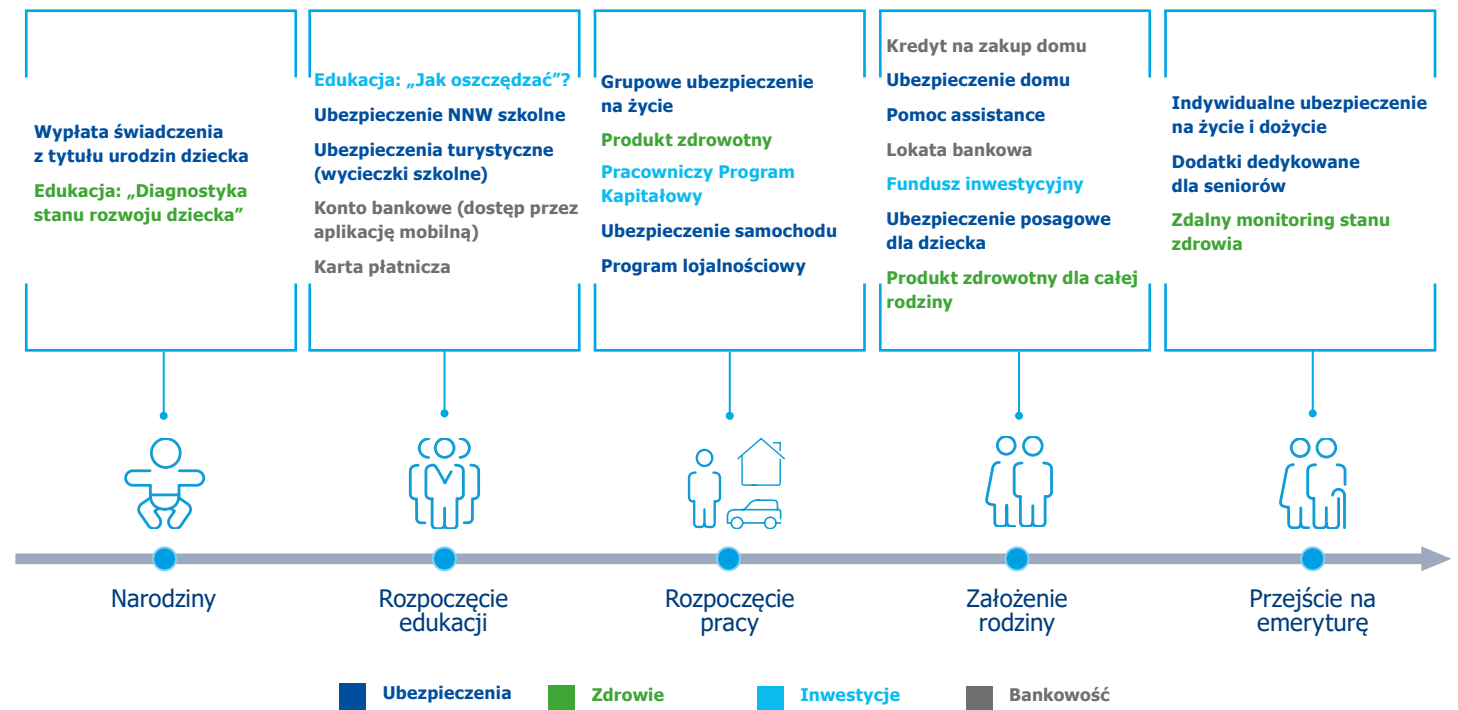 Wypłata świadczenia
z tytułu urodzin dziecka
Edukacja: „Diagnostyka
stanu rozwoju dziecka”
Edukacja: „Jak oszczędzać”?
Ubezpieczenie NNW szkolne
Ubezpieczenia turystyczne
(wycieczki szkolne)
Konto bankowe (dostęp przez
aplikację mobilną)
Karta płatnicza
Grupowe ubezpieczenie
na życie
Produkt zdrowotny
Pracowniczy Program
Kapitałowy
Ubezpieczenie samochodu
Program lojalnościowy
Kredyt na zakup domu
Ubezpieczenie domu
Pomoc assistance
Lokata bankowa
Fundusz inwestycyjny
Ubezpieczenie posagowe
dla dziecka
Produkt zdrowotny dla całej
rodziny
Indywidualne ubezpieczenie
na życie i dożycie
Dodatki dedykowane
dla seniorów
Zdalny monitoring stanu
zdrowia
Narodziny
Rozpoczęcie
edukacji
Rozpoczęcie
pracy
Założenie
rodziny
Przejście na
emeryturę
Ubezpieczenia
Zdrowie
Inwestycje
Bankowość